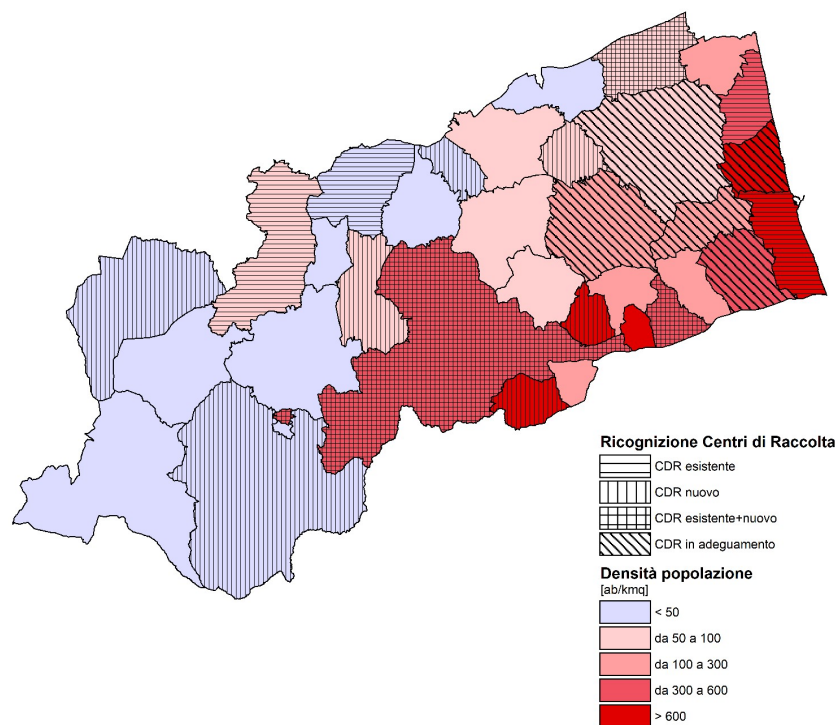 Ricognizione Centri di Raccolta
CDR esistente
CDR nuovo
CDR esistente+nuovo
CDR in adeguamento
Densità popolazione
[ab/kmq]
< 50
da 50 a 100
da 100 a 300
da 300 a 600
> 600